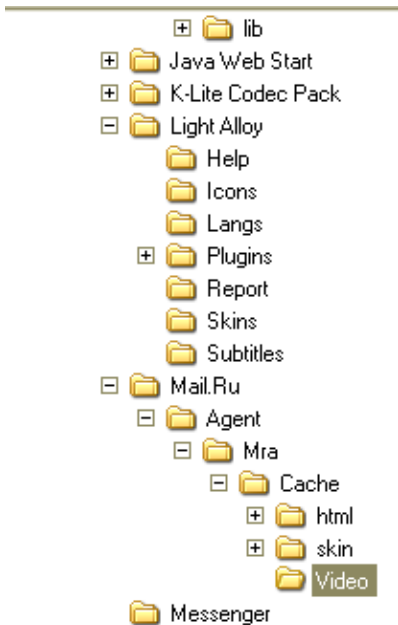 lib
Java Web Start
K-Lite Codec Pack
Light Alloy
Help
Icons
Langs
Plugins
Report
Skins
Subtitles
Mail.Ru
Agent
Mra
Cache
html
skin
Video
Messenger